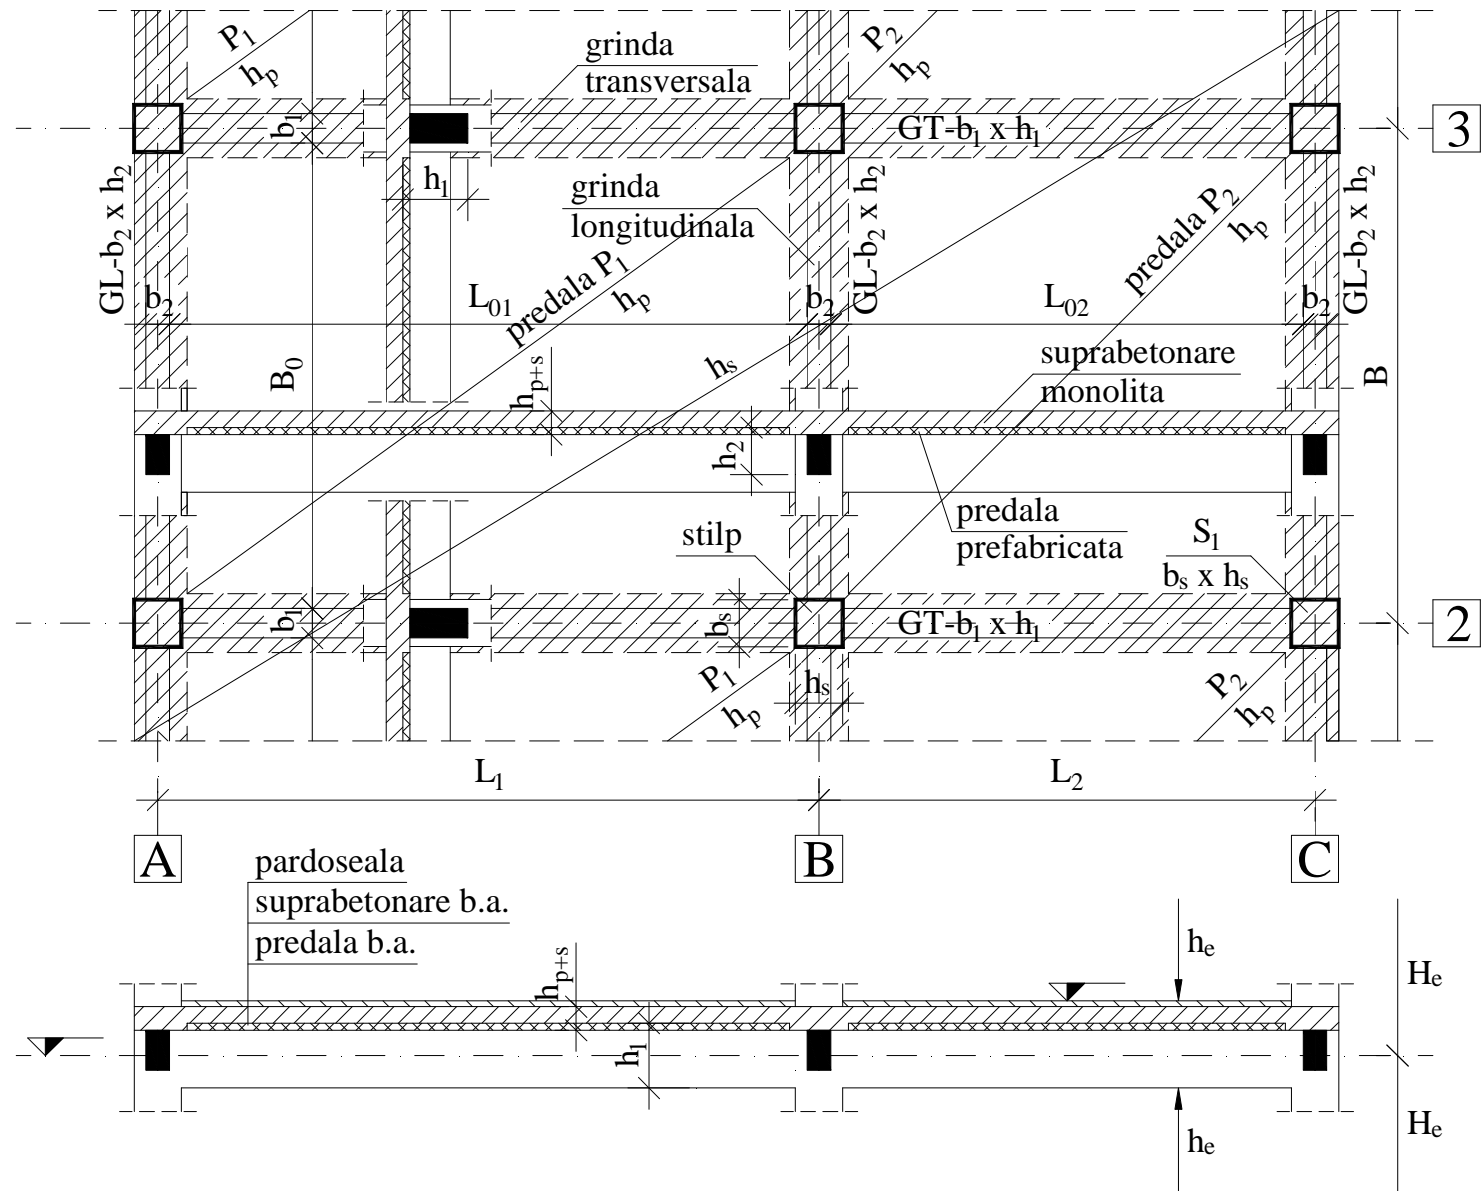 P1
hp
grinda
transversala
P2
hp
b1
GT-b1 x h1
3
h1
grinda
longitudinala
GL-b2 x h2
GL-b2 x h2
GL-b2 x h2
predala P1
hp
predala P2
hp
b2
L01
b2
L02
b2
B0
hp+s
hs
suprabetonare
monolita
B
h2
predala
prefabricata
stilp
S1
bs x hs
b1
bs
GT-b1 x h1
2
P1
hp
hs
P2
hp
L1
L2
A
B
C
pardoseala
suprabetonare b.a.
predala b.a.
hp+s
he
He
h1
he
He